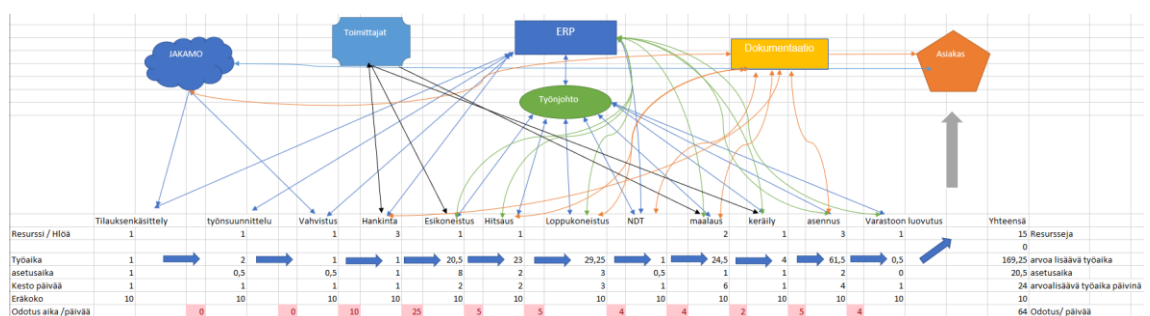 JAKAMO
Toimittajat
ERP
Dokumentaatio
Asiakas
Työnjohto
Tilauksenkäsittely työnsuunnittelu Vahvistus Hankinta Esikoneistus Hitsaus Loppukoneistus NDT maalaus keräily asennus Varastoon luovutus Yhteensä
Resurssi / Hlöä 1 1 1 3 1 1 2 1 3 1 15 Resursseja
0
Työaika 1 2 1 1 20,5 23 29,25 1 24,5 4 61,5 0,5 169,25 arvoa lisäävä työaika
asetusaika 1 0,5 0,5 1 8 2 3 0,5 1 1 2 0 20,5 asetusaika
Kesto päivää 1 1 1 1 2 2 3 1 6 1 4 1 24 arvoalisäävä työaika päivinä
Eräkoko 10 10 10 10 10 10 10 10 10 10 10 10 10
Odotus aika /päivää 0 0 10 25 5 5 4 4 2 5 4 64 Odotus/ päivää